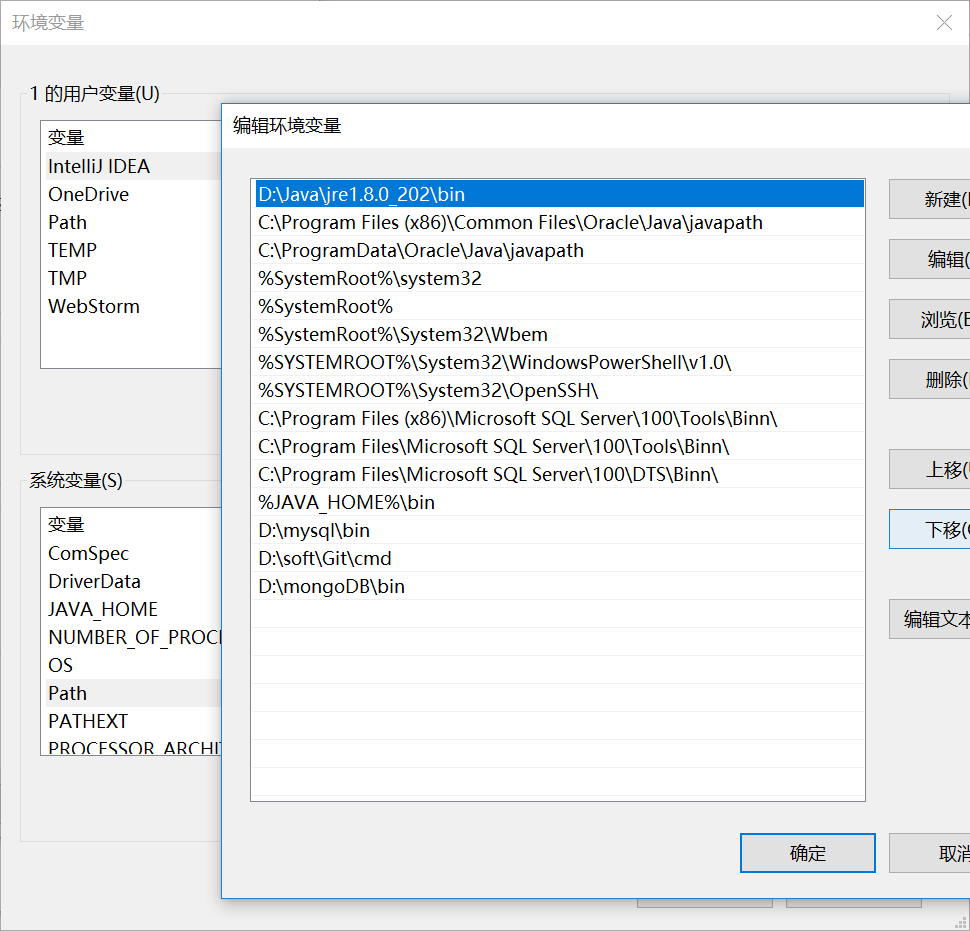 环境变量
1 的用户变量(U)
变量
IntelliJ IDEA
OneDrive
Path
TEMP
TMP
WebStorm
系统变量(S)
变量
ComSpec
DriverData
JAVA_HOME
NUMBER_OF_PROCE
OS
Path
PATHEXT
PROCESSOR_ARCHIT
编辑环境变量
D:\Java\jre1.8.0_202\bin
C:\Program Files (x86)\Common Files\Oracle\Java\javapath
C:\ProgramData\Oracle\Java\javapath
%SystemRoot%\system32
%SystemRoot%
%SystemRoot%\System32\Wbem
%SYSTEMROOT%\System32\WindowsPowerShell\v1.0\
%SYSTEMROOT%\System32\OpenSSH\
C:\Program Files (x86)\Microsoft SQL Server\100\Tools\Binn\
C:\Program Files\Microsoft SQL Server\100\Tools\Binn\
C:\Program Files\Microsoft SQL Server\100\DTS\Binn\
%JAVA_HOME%\bin
D:\mysql\bin
D:\soft\Git\cmd
D:\mongoDB\bin
新建(
编辑(
浏览(
删除(
上移(
下移(
编辑文本
确定
取消